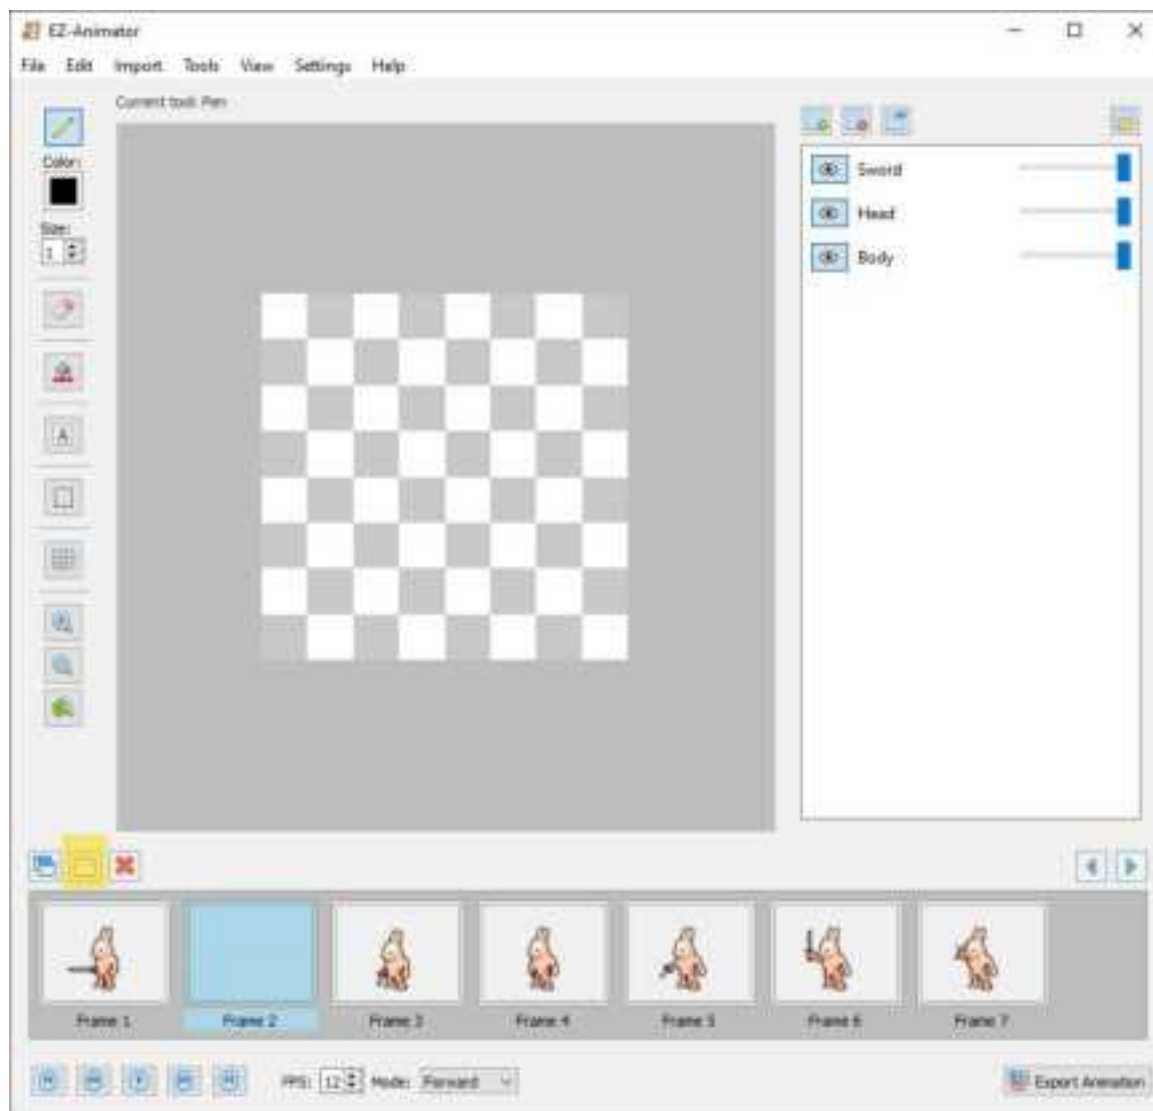 EZ-Animator
File Edit Import Tools View Settings Help
Current tool: Pen
Color:
Size:
1
A
Sword
Head
Body
Frame 1 Frame 2 Frame 3 Frame 4 Frame 5 Frame 6 Frame 7
FPS: 12 Mode: Forward Export Animation